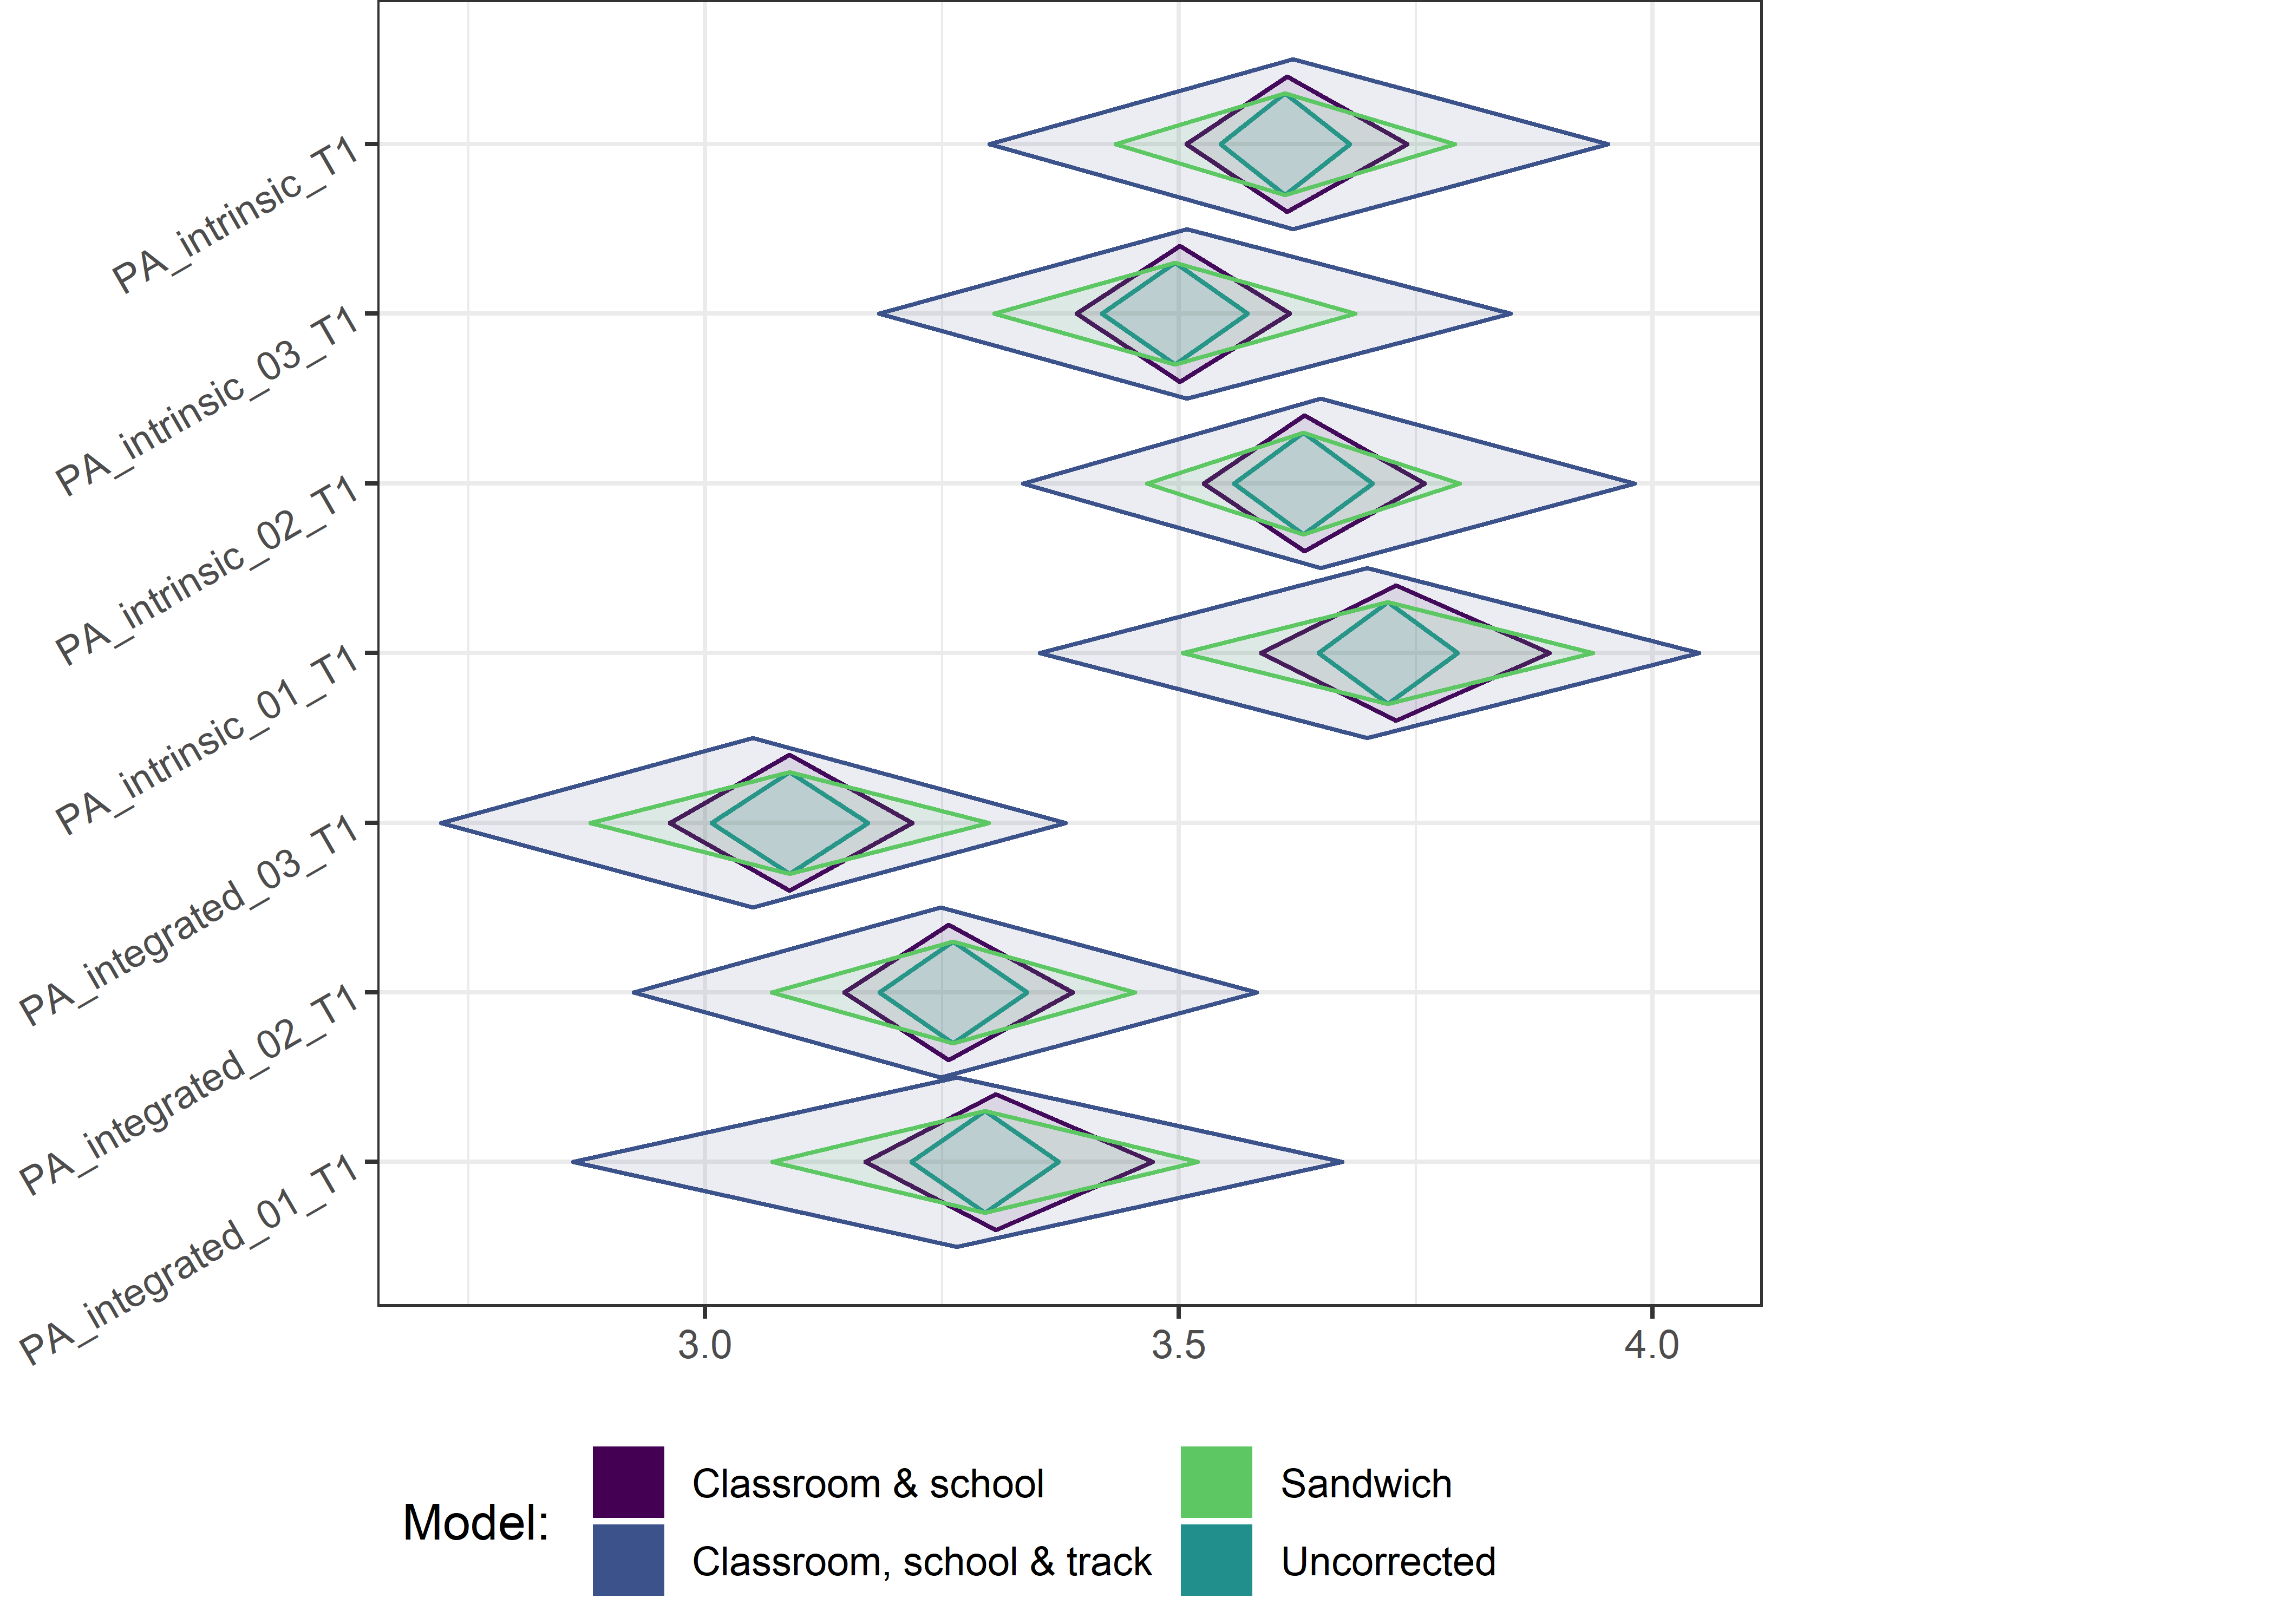 PA_intrinsic_T1
PA_intrinsic_03_T1
PA_intrinsic_02_T1
PA_intrinsic_01_T1
PA_integrated_03_T1
PA_integrated_02_T1
PA_integrated_01_T1
3.0 3.5 4.0
Model:
Classroom & school
Sandwich
Classroom, school & track
Uncorrected